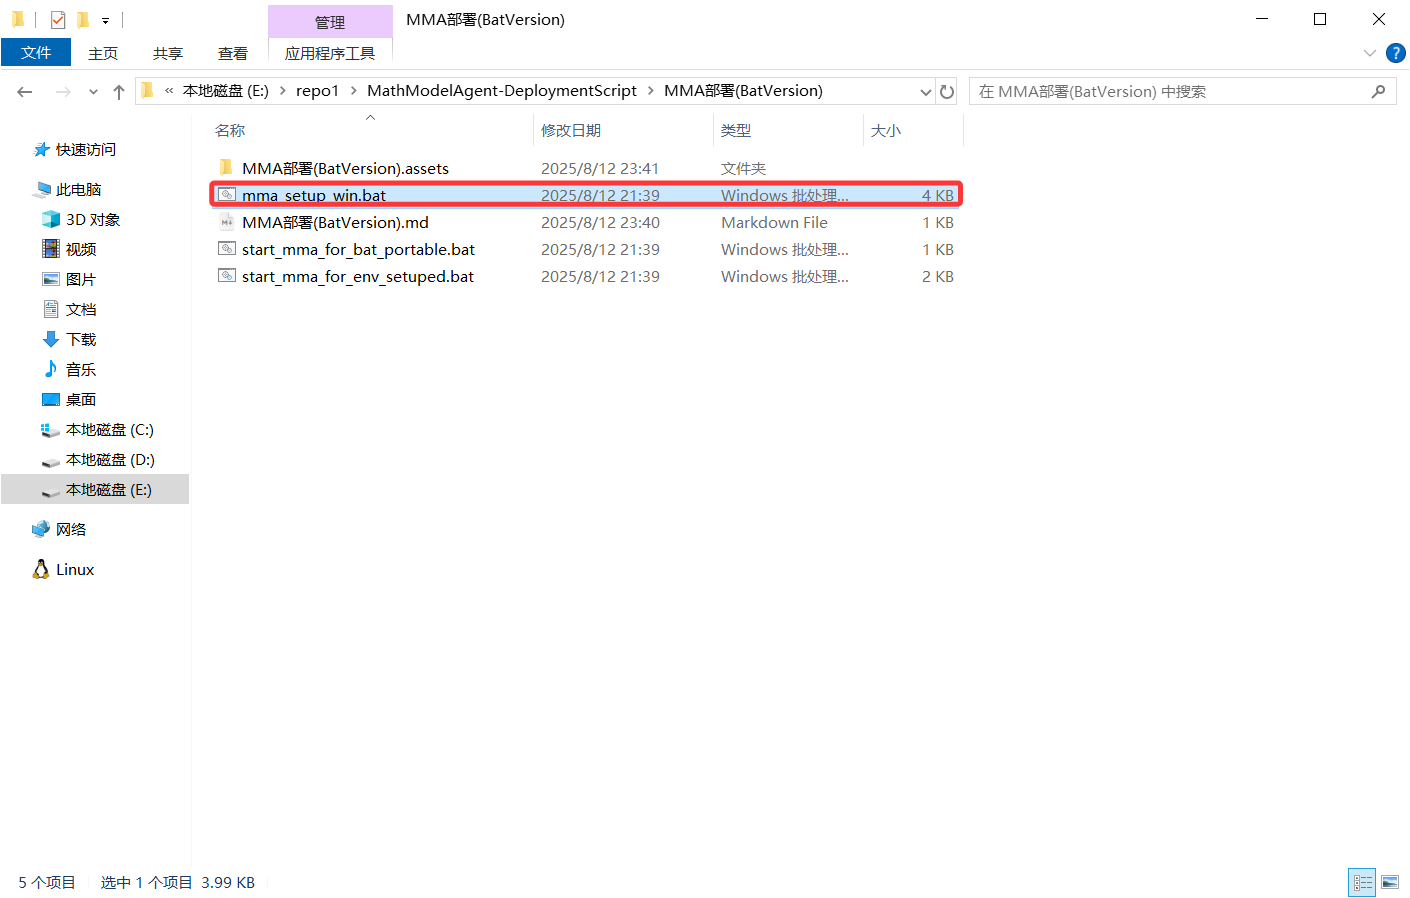 管理
MMA部署(BatVersion)
文件
主页
共享
查看
应用程序工具
?
« 本地磁盘 (E:) › repo1 › MathModelAgent-DeploymentScript › MMA部署(BatVersion)
在 MMA部署(BatVersion) 中搜索
名称 修改日期 类型 大小
MMA部署(BatVersion).assets 2025/8/12 23:41 文件夹
mma_setup_win.bat 2025/8/12 21:39 Windows 批处理... 4 KB
MMA部署(BatVersion).md 2025/8/12 23:40 Markdown File 1 KB
start_mma_for_bat_portable.bat 2025/8/12 21:39 Windows 批处理... 1 KB
start_mma_for_env_setuped.bat 2025/8/12 21:39 Windows 批处理... 2 KB
快速访问
此电脑
3D 对象
视频
图片
文档
下载
音乐
桌面
本地磁盘 (C:)
本地磁盘 (D:)
本地磁盘 (E:)
网络
Linux
5 个项目 选中 1 个项目 3.99 KB